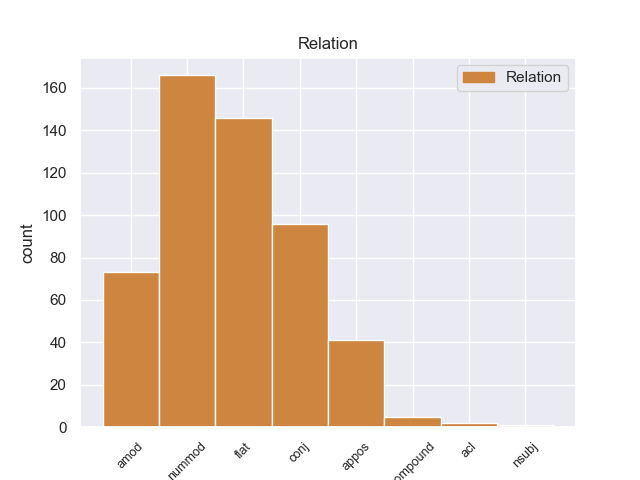 Relation
Relation
160
140
120
100
80
60
40
20
0
count
amod
nummod
flat
conj
appos
ompound
acl
nsubj